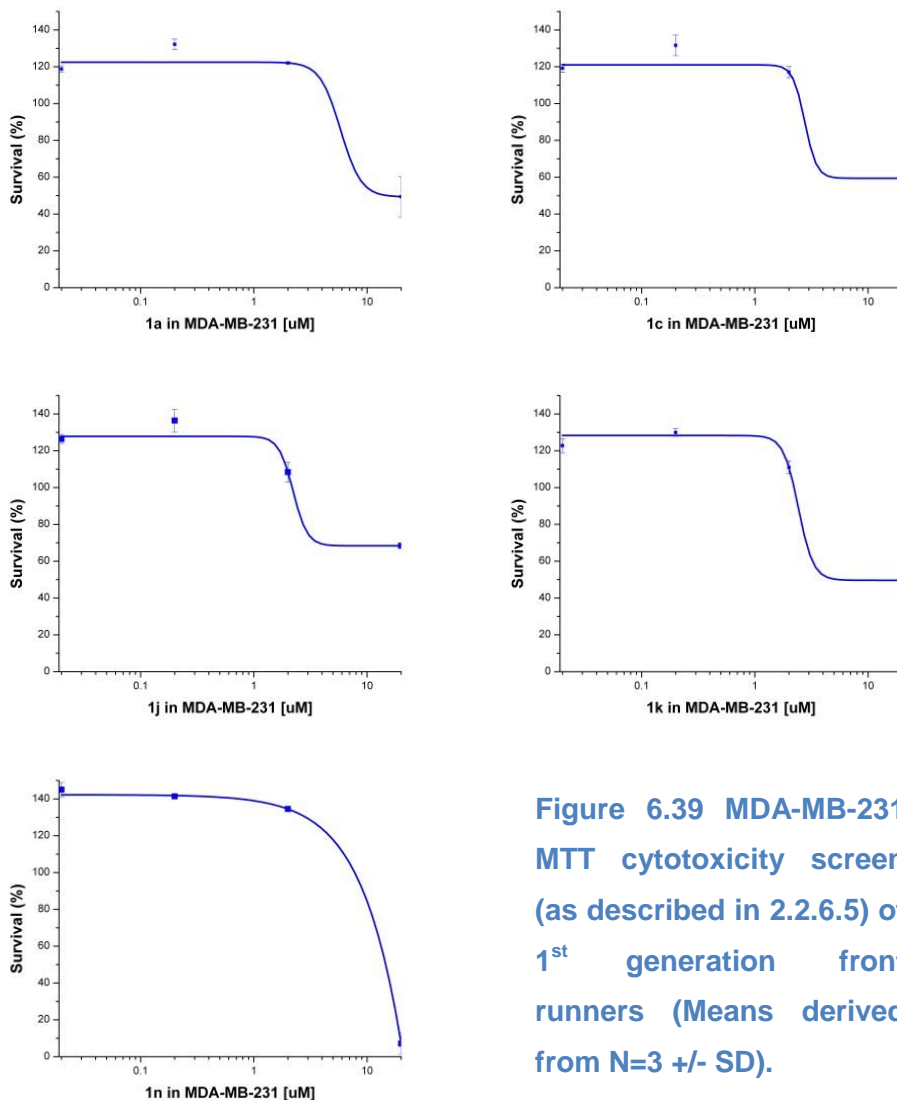 140
120
100
80
60
40
20
0
Survival (%)
0.1 1 10
1a in MDA-MB-231 [uM]
140
120
100
80
60
40
20
0
Survival (%)
0.1 1 10
1c in MDA-MB-231 [uM]
140
120
100
80
60
40
20
0
Survival (%)
0.1 1 10
1j in MDA-MB-231 [uM]
140
120
100
80
60
40
20
0
Survival (%)
0.1 1 10
1k in MDA-MB-231 [uM]
140
120
100
80
60
40
20
0
Survival (%)
0.1 1 10
1n in MDA-MB-231 [uM]
Figure 6.39 MDA-MB-231
MTT cytotoxicity screen
(as described in 2.2.6.5) of
1st generation front
runners (Means derived
from N=3 +/- SD).